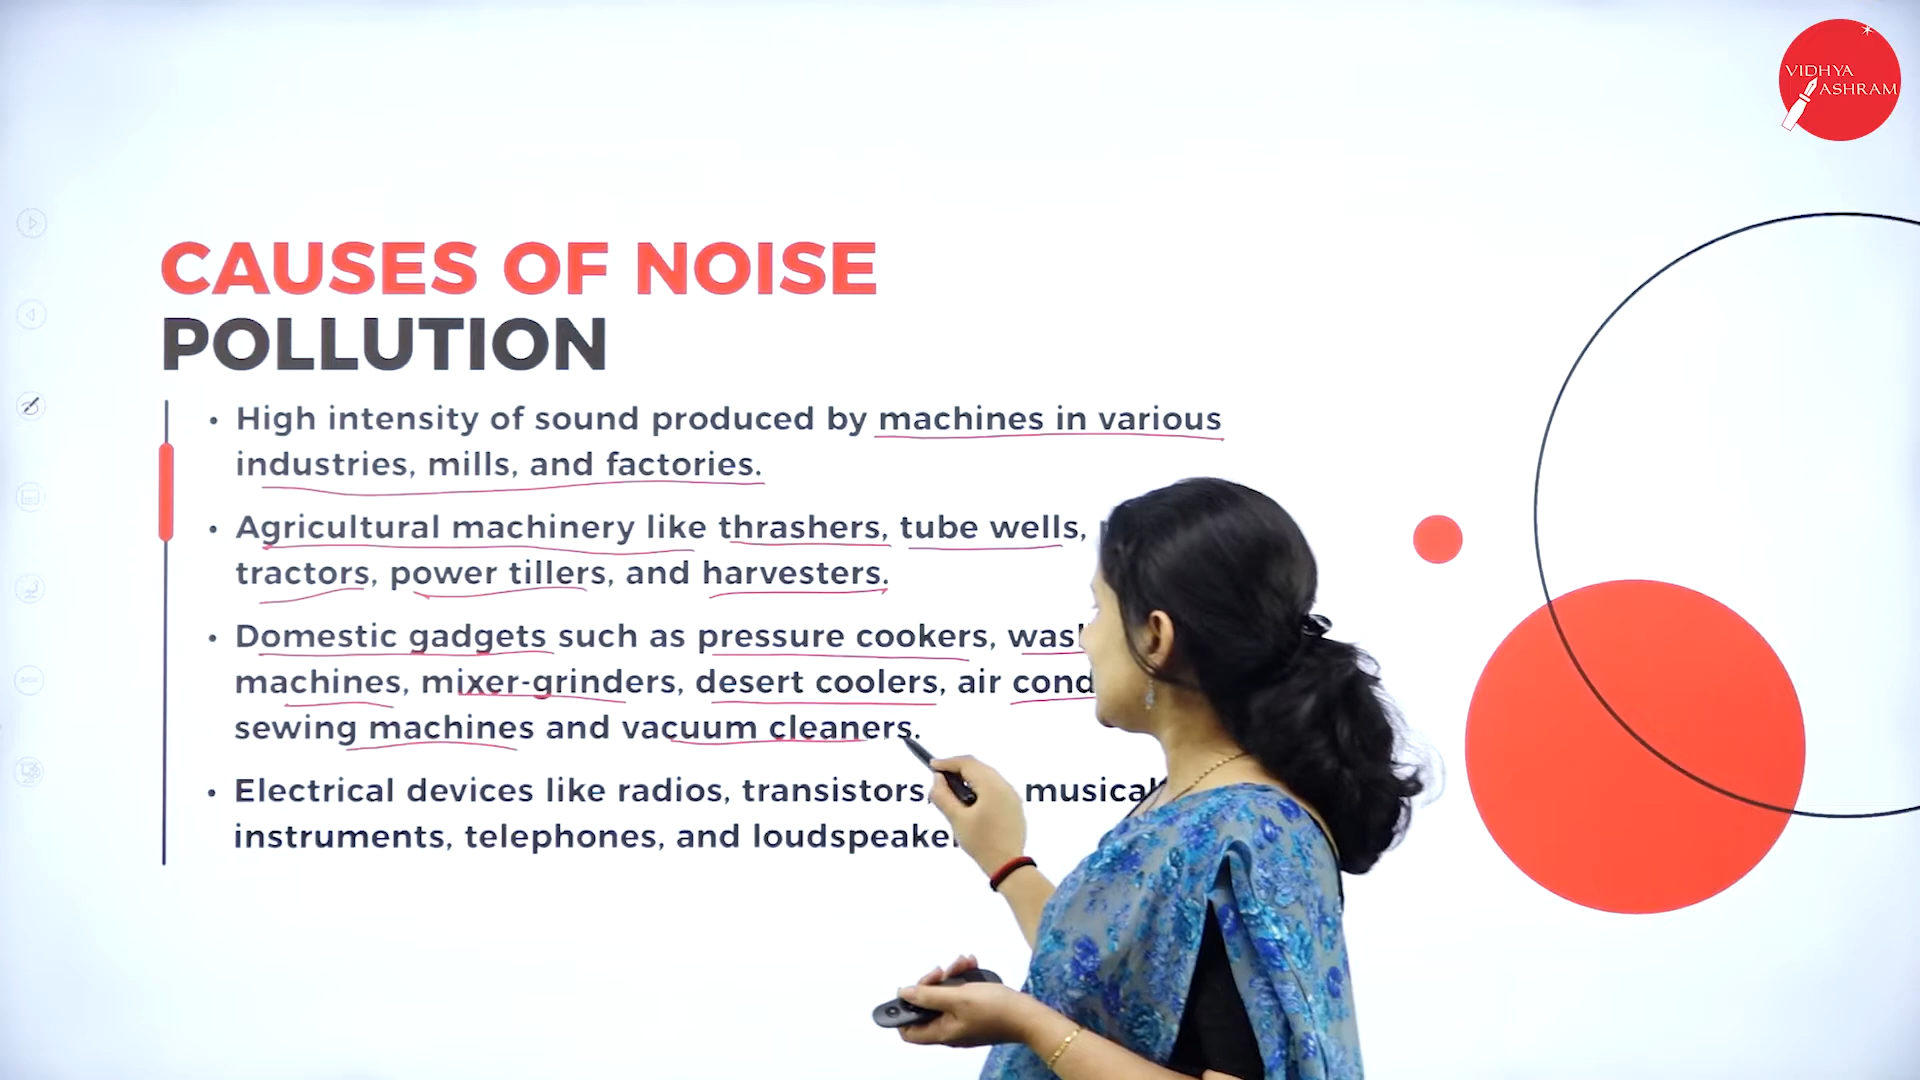 VIDHYA
ASHRAM
CAUSES OF NOISE
POLLUTION
• High intensity of sound produced by machines in various
industries, mills, and factories.
• Agricultural machinery like thrashers, tube wells,
tractors, power tillers, and harvesters.
• Domestic gadgets such as pressure cookers,
machines, mixer-grinders, desert coolers, air
sewing machines and vacuum cleaners.
• Electrical devices like radios, transistors, musical
instruments, telephones, and